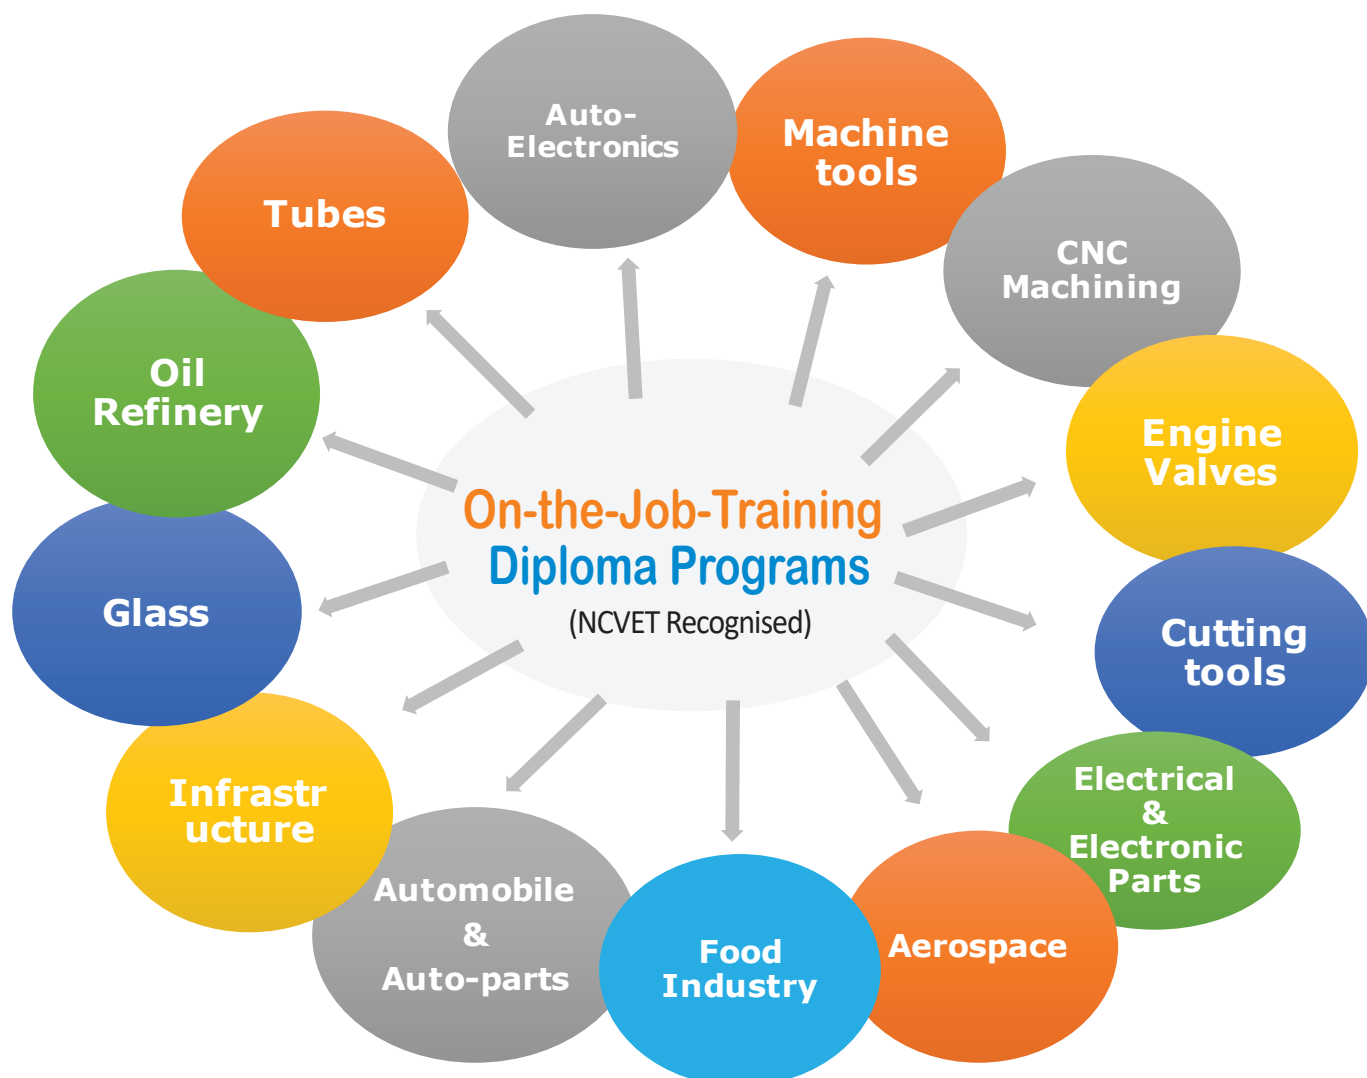 Auto-
Electronics
Machine
tools
CNC
Machining
Engine
Valves
Cutting
tools
Electrical
&
Electronic
Parts
Aerospace
Food
Industry
Automobile
&
Auto-parts
Infrastr
ucture
Glass
Oil
Refinery
Tubes
On-the-Job-Training
Diploma Programs
(NCVET Recognised)